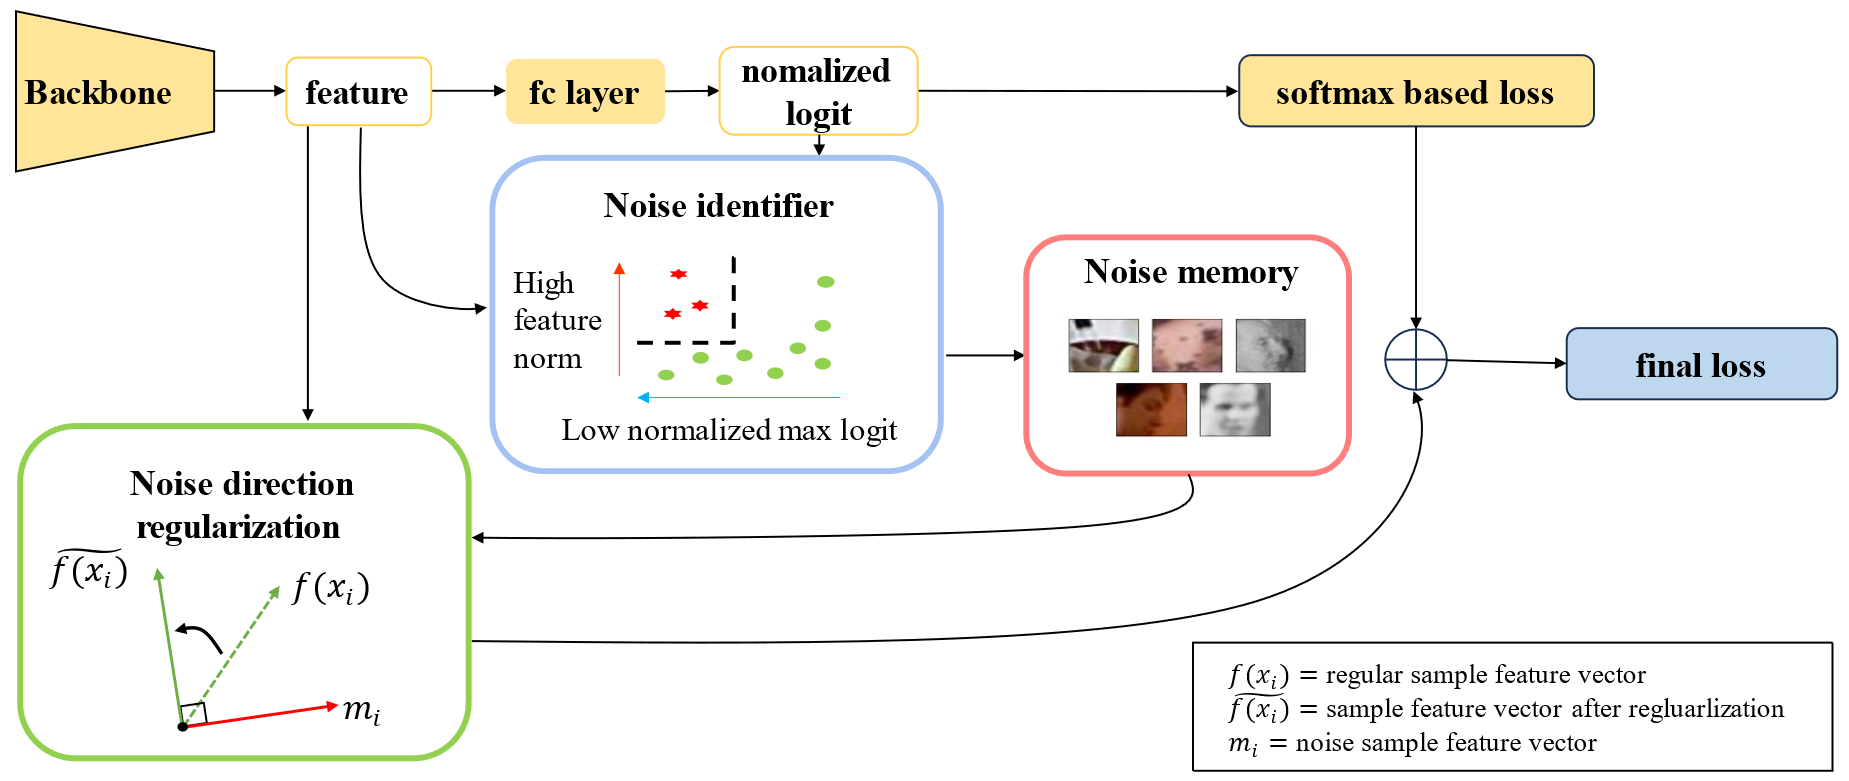 Backbone
feature
fc layer
nomalized
logit
softmax based loss
Noise identifier
High
feature
norm
Low normalized max logit
Noise memory
final loss
Noise direction
regularization
\widetilde{f(x_i)}
f(x_i)
m_i
f(x_i) = regular sample feature vector
\widetilde{f(x_i)} = sample feature vector after regluarlization
m_i = noise sample feature vector